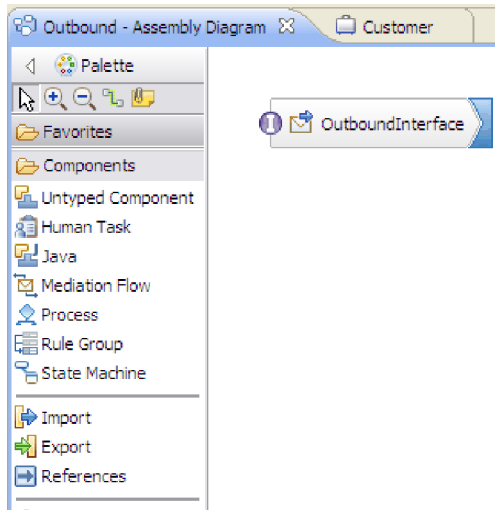 Outbound - Assembly Diagram
Customer
Palette
Favorites
OutboundInterface
Components
Untyped Component
Human Task
Java
Mediation Flow
Process
Rule Group
State Machine
Import
Export
References